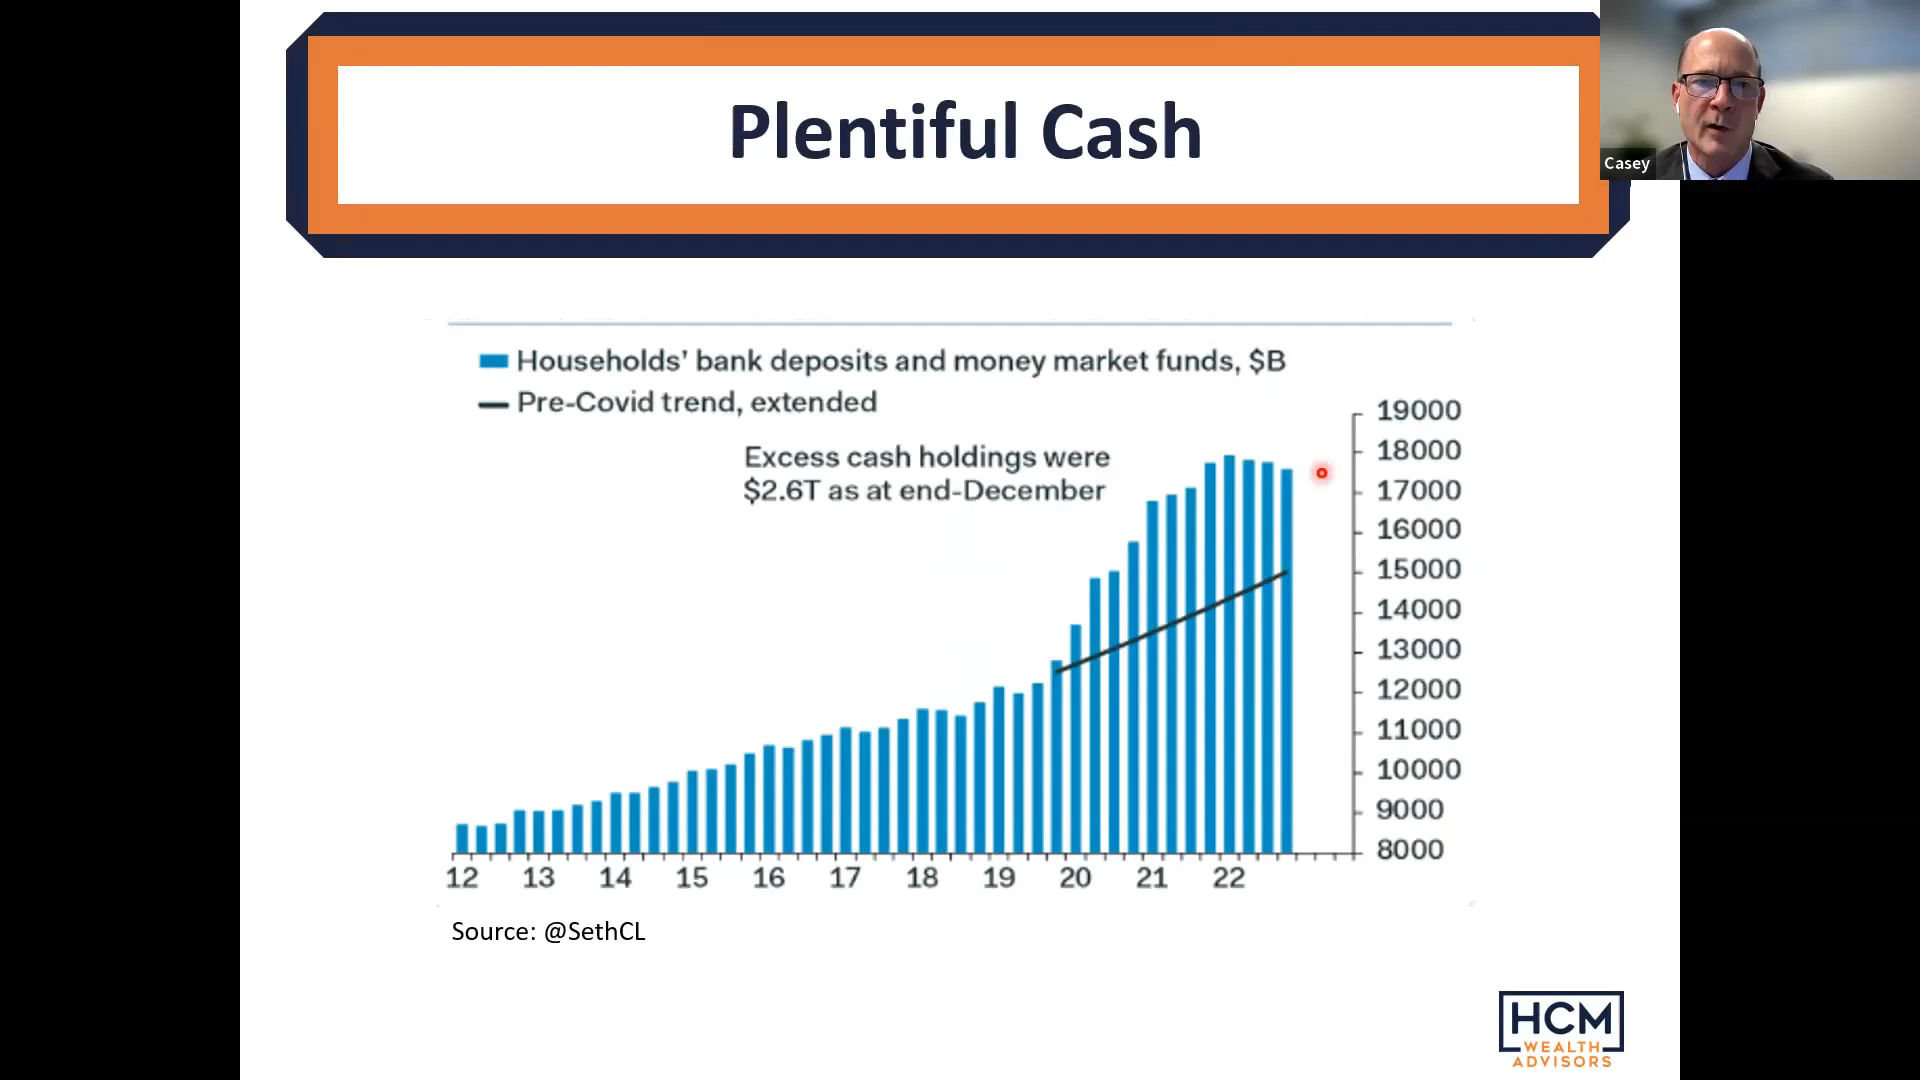 Plentiful Cash
Casey
Households' bank deposits and money market funds, $B
Pre-Covid trend, extended
Excess cash holdings were
$2.6T as at end-December
19000
18000
17000
16000
15000
14000
13000
12000
11000
10000
9000
8000
12 13 14 15 16 17 18 19 20 21 22
Source: @SethCL
HCM
WEALTH
ADVISORS